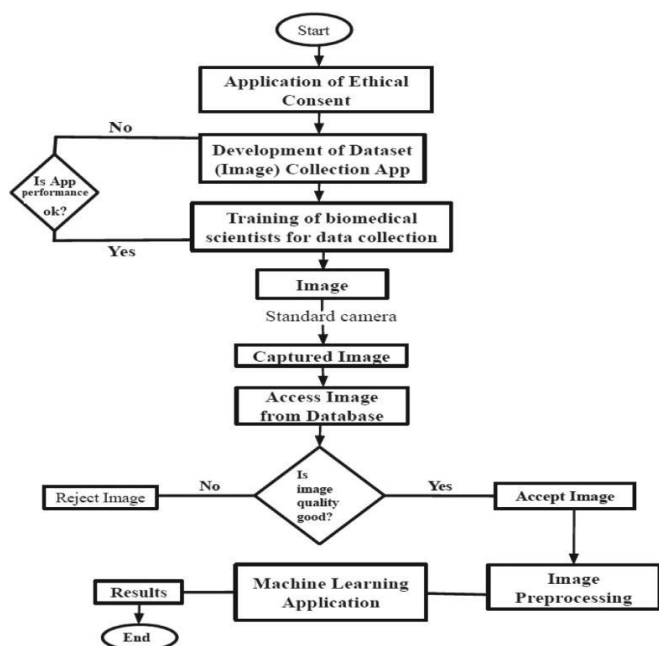 Start
Application of Ethical
Consent
No
Development of Dataset
(Image) Collection App
Is App
performance
ok?
Training of biomedical
scientists for data collection
Yes
Image
Standard camera
Captured Image
Access Image
from Database
Is
image
quality
good?
No
Reject Image
Yes
Accept Image
Image
Preprocessing
Machine Learning
Application
Results
End